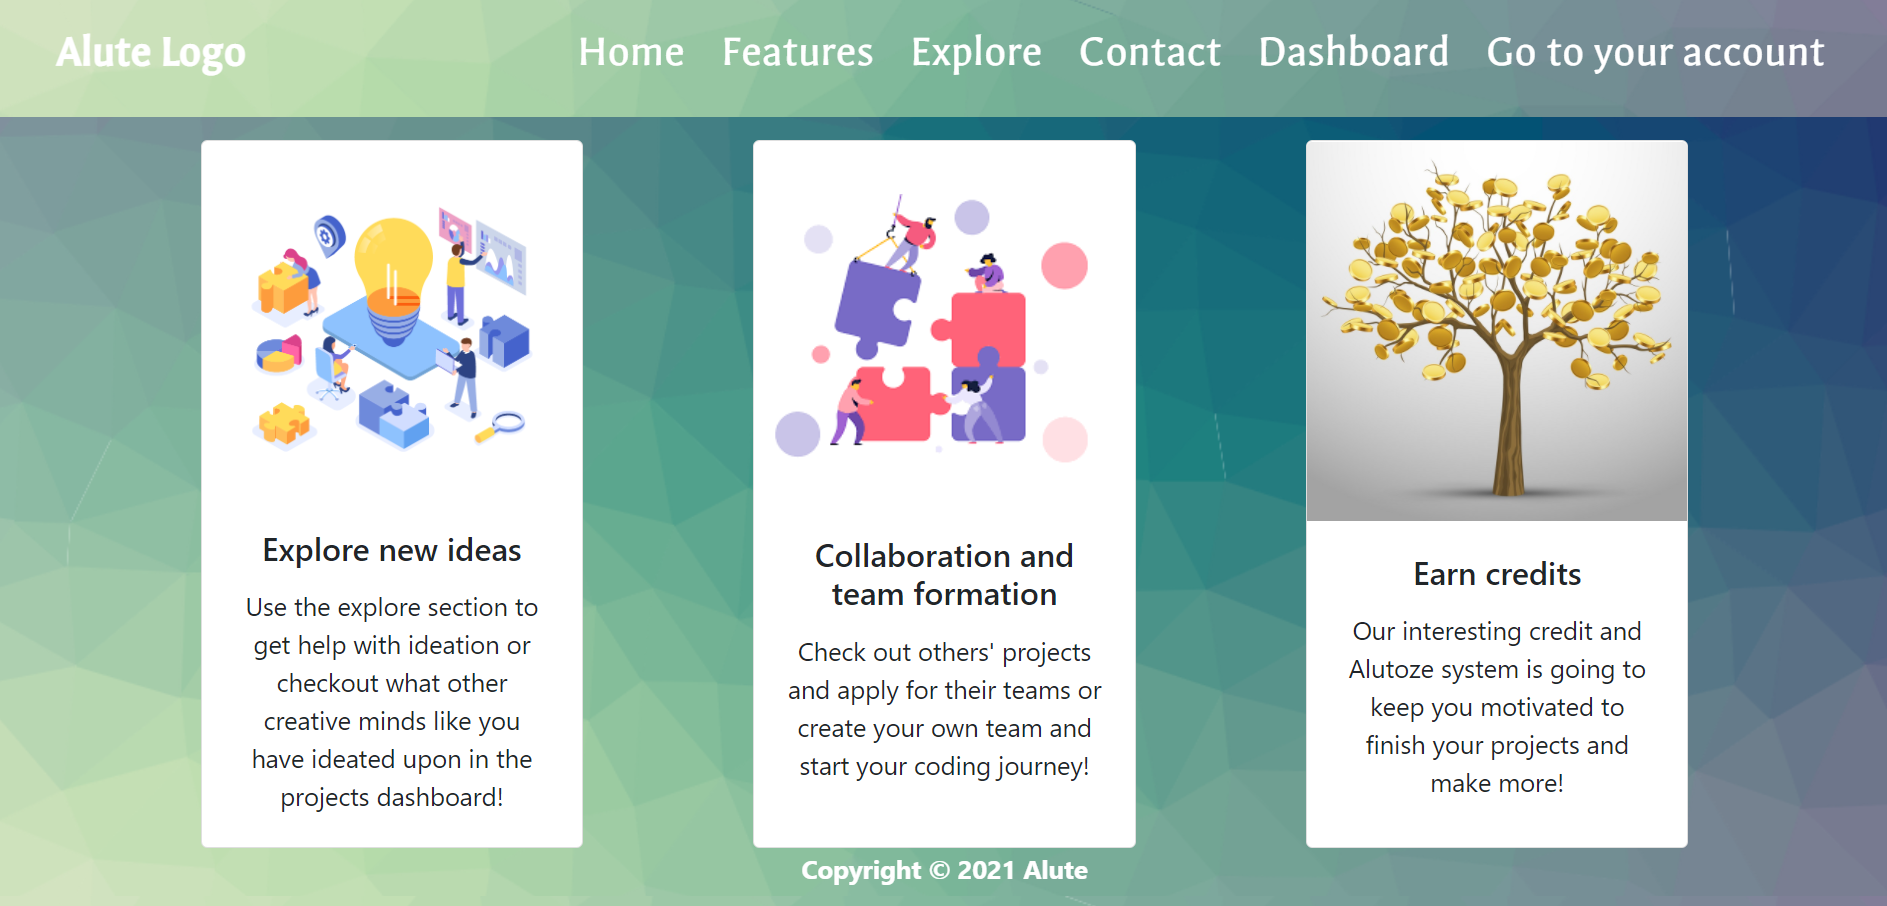 Alute Logo Home Features Explore Contact Dashboard Go to your account
Explore new ideas
Use the explore section to
get help with ideation or
checkout what other
creative minds like you
have ideated upon in the
projects dashboard!
Collaboration and
team formation
Check out others' projects
and apply for their teams or
create your own team and
start your coding journey!
Earn credits
Our interesting credit and
Alutoze system is going to
keep you motivated to
finish your projects and
make more!
Copyright © 2021 Alute